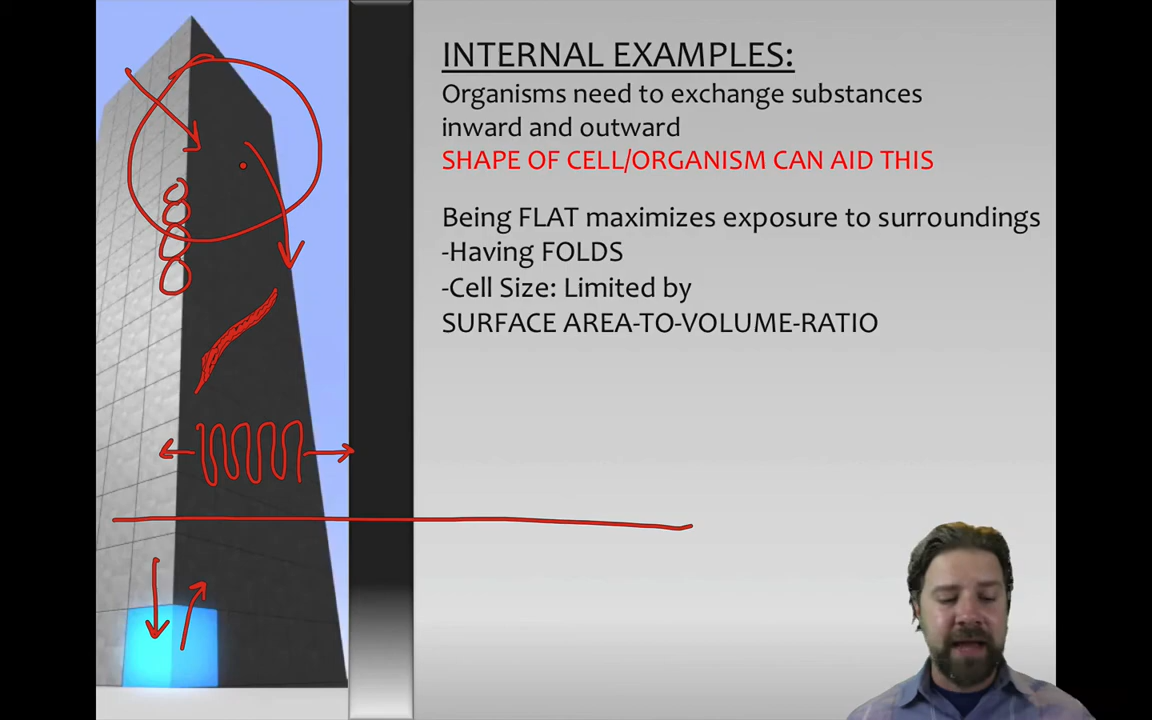 INTERNAL EXAMPLES:
Organisms need to exchange substances
inward and outward
SHAPE OF CELL/ORGANISM CAN AID THIS
Being FLAT maximizes exposure to surroundings
-Having FOLDS
-Cell Size: Limited by
SURFACE AREA-TO-VOLUME-RATIO